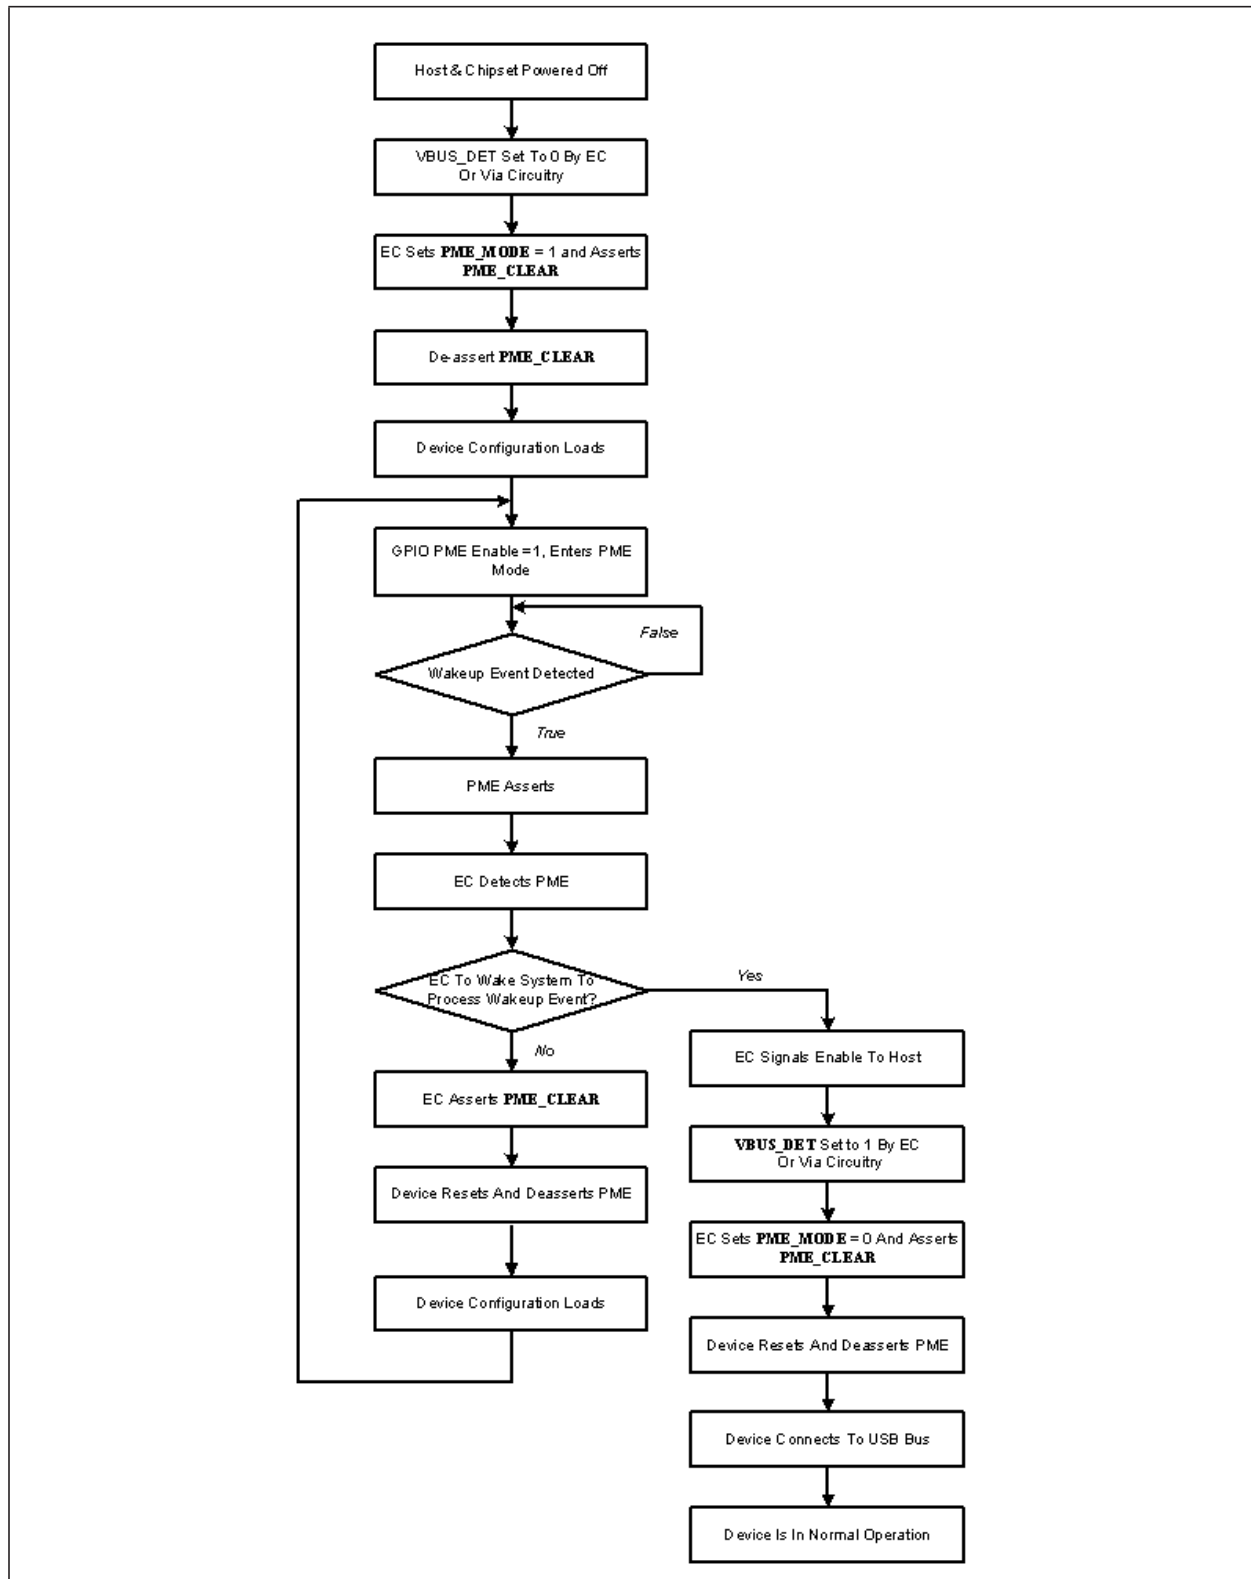 Host & Chipset Powered Off
VBUS_DET Set To 0 By EC
Or Via Circuitry
EC Sets PME_MODE = 1 and Asserts
PME_CLEAR
De-assert PME_CLEAR
Device Configuration Loads
GPIO PME Enable =1, Enters PME
Mode
False
Wakeup Event Detected
True
PME Asserts
EC Detects PME
EC To Wake System To
Process Wakeup Event?
Yes
No
EC Signals Enable To Host
EC Asserts PME_CLEAR
VBUS_DET Set to 1 By EC
Or Via Circuitry
Device Resets And Deasserts PME
EC Sets PME_MODE = 0 And Asserts
PME_CLEAR
Device Configuration Loads
Device Resets And Deasserts PME
Device Connects To USB Bus
Device Is In Normal Operation